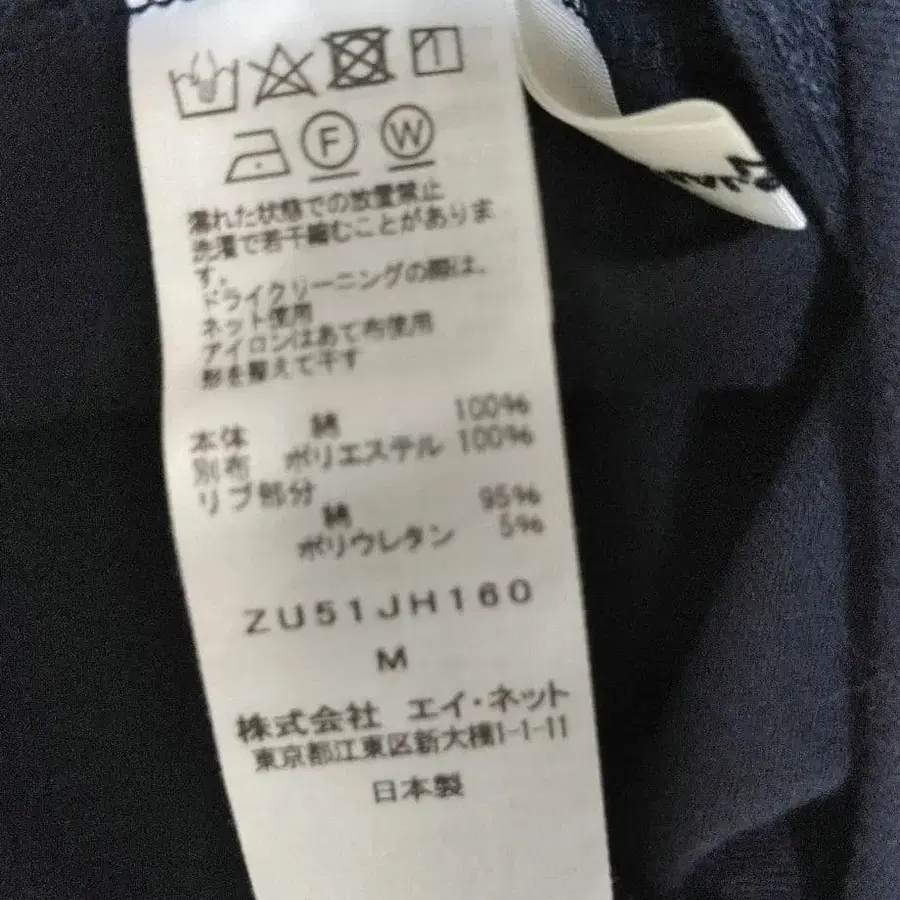 F W
濡れた状態での放置禁止
洗濯で若干縮むことがありま
す。
ドライクリーニングの際は、
ネット使用
アイロンはあて布使用
形を整えて干す
本体 綿 100%
別布 ポリエステル 100%
リブ部分
綿 95%
ポリウレタン 5%
ZU51JH160
M
株式会社 エイ・ネット
東京都江東区新大橋1-1-11
日本製